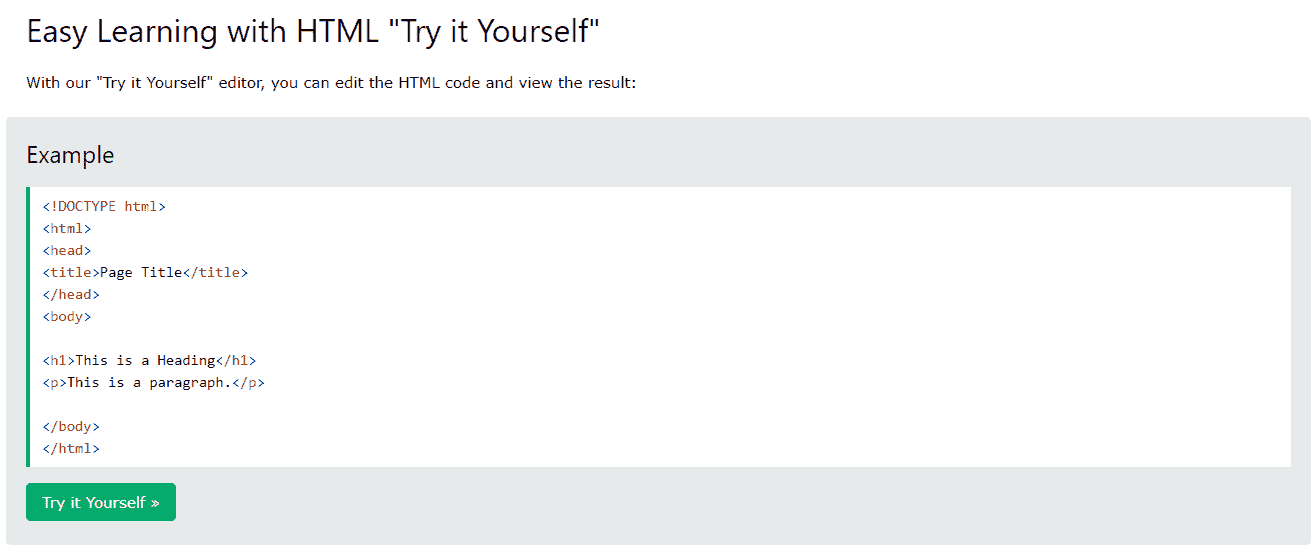 Easy Learning with HTML "Try it Yourself"
With our "Try it Yourself" editor, you can edit the HTML code and view the result:
Example
<!DOCTYPE html>
<html>
<head>
<title>Page Title</title>
</head>
<body>
<h1>This is a Heading</h1>
<p>This is a paragraph.</p>
</body>
</html>
Try it Yourself »